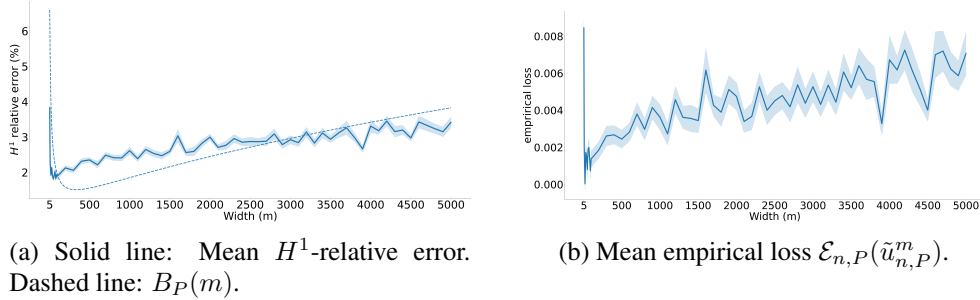 6
5
4
3
2
H¹ relative error (%)
5 500 1000 1500 2000 2500 3000 3500 4000 4500 5000
Width (m)
(a) Solid line: Mean H¹-relative error.
Dashed line: B_P(m).
0.008
0.006
0.004
0.002
0.000
empirical loss
5 500 1000 1500 2000 2500 3000 3500 4000 4500 5000
Width (m)
(b) Mean empirical loss ℰ_{n,P}(ũ^m_{n,P}).